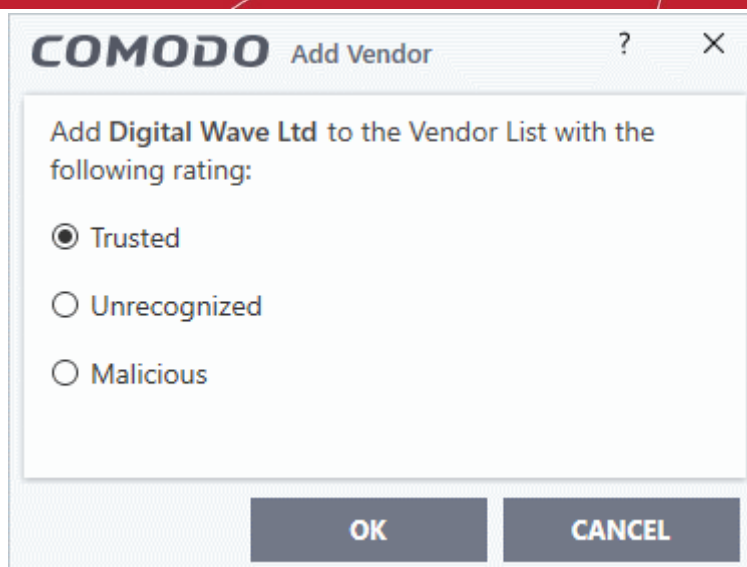 COMODO Add Vendor ?
Add Digital Wave Ltd to the Vendor List with the
following rating:
Trusted
Unrecognized
Malicious
OK CANCEL